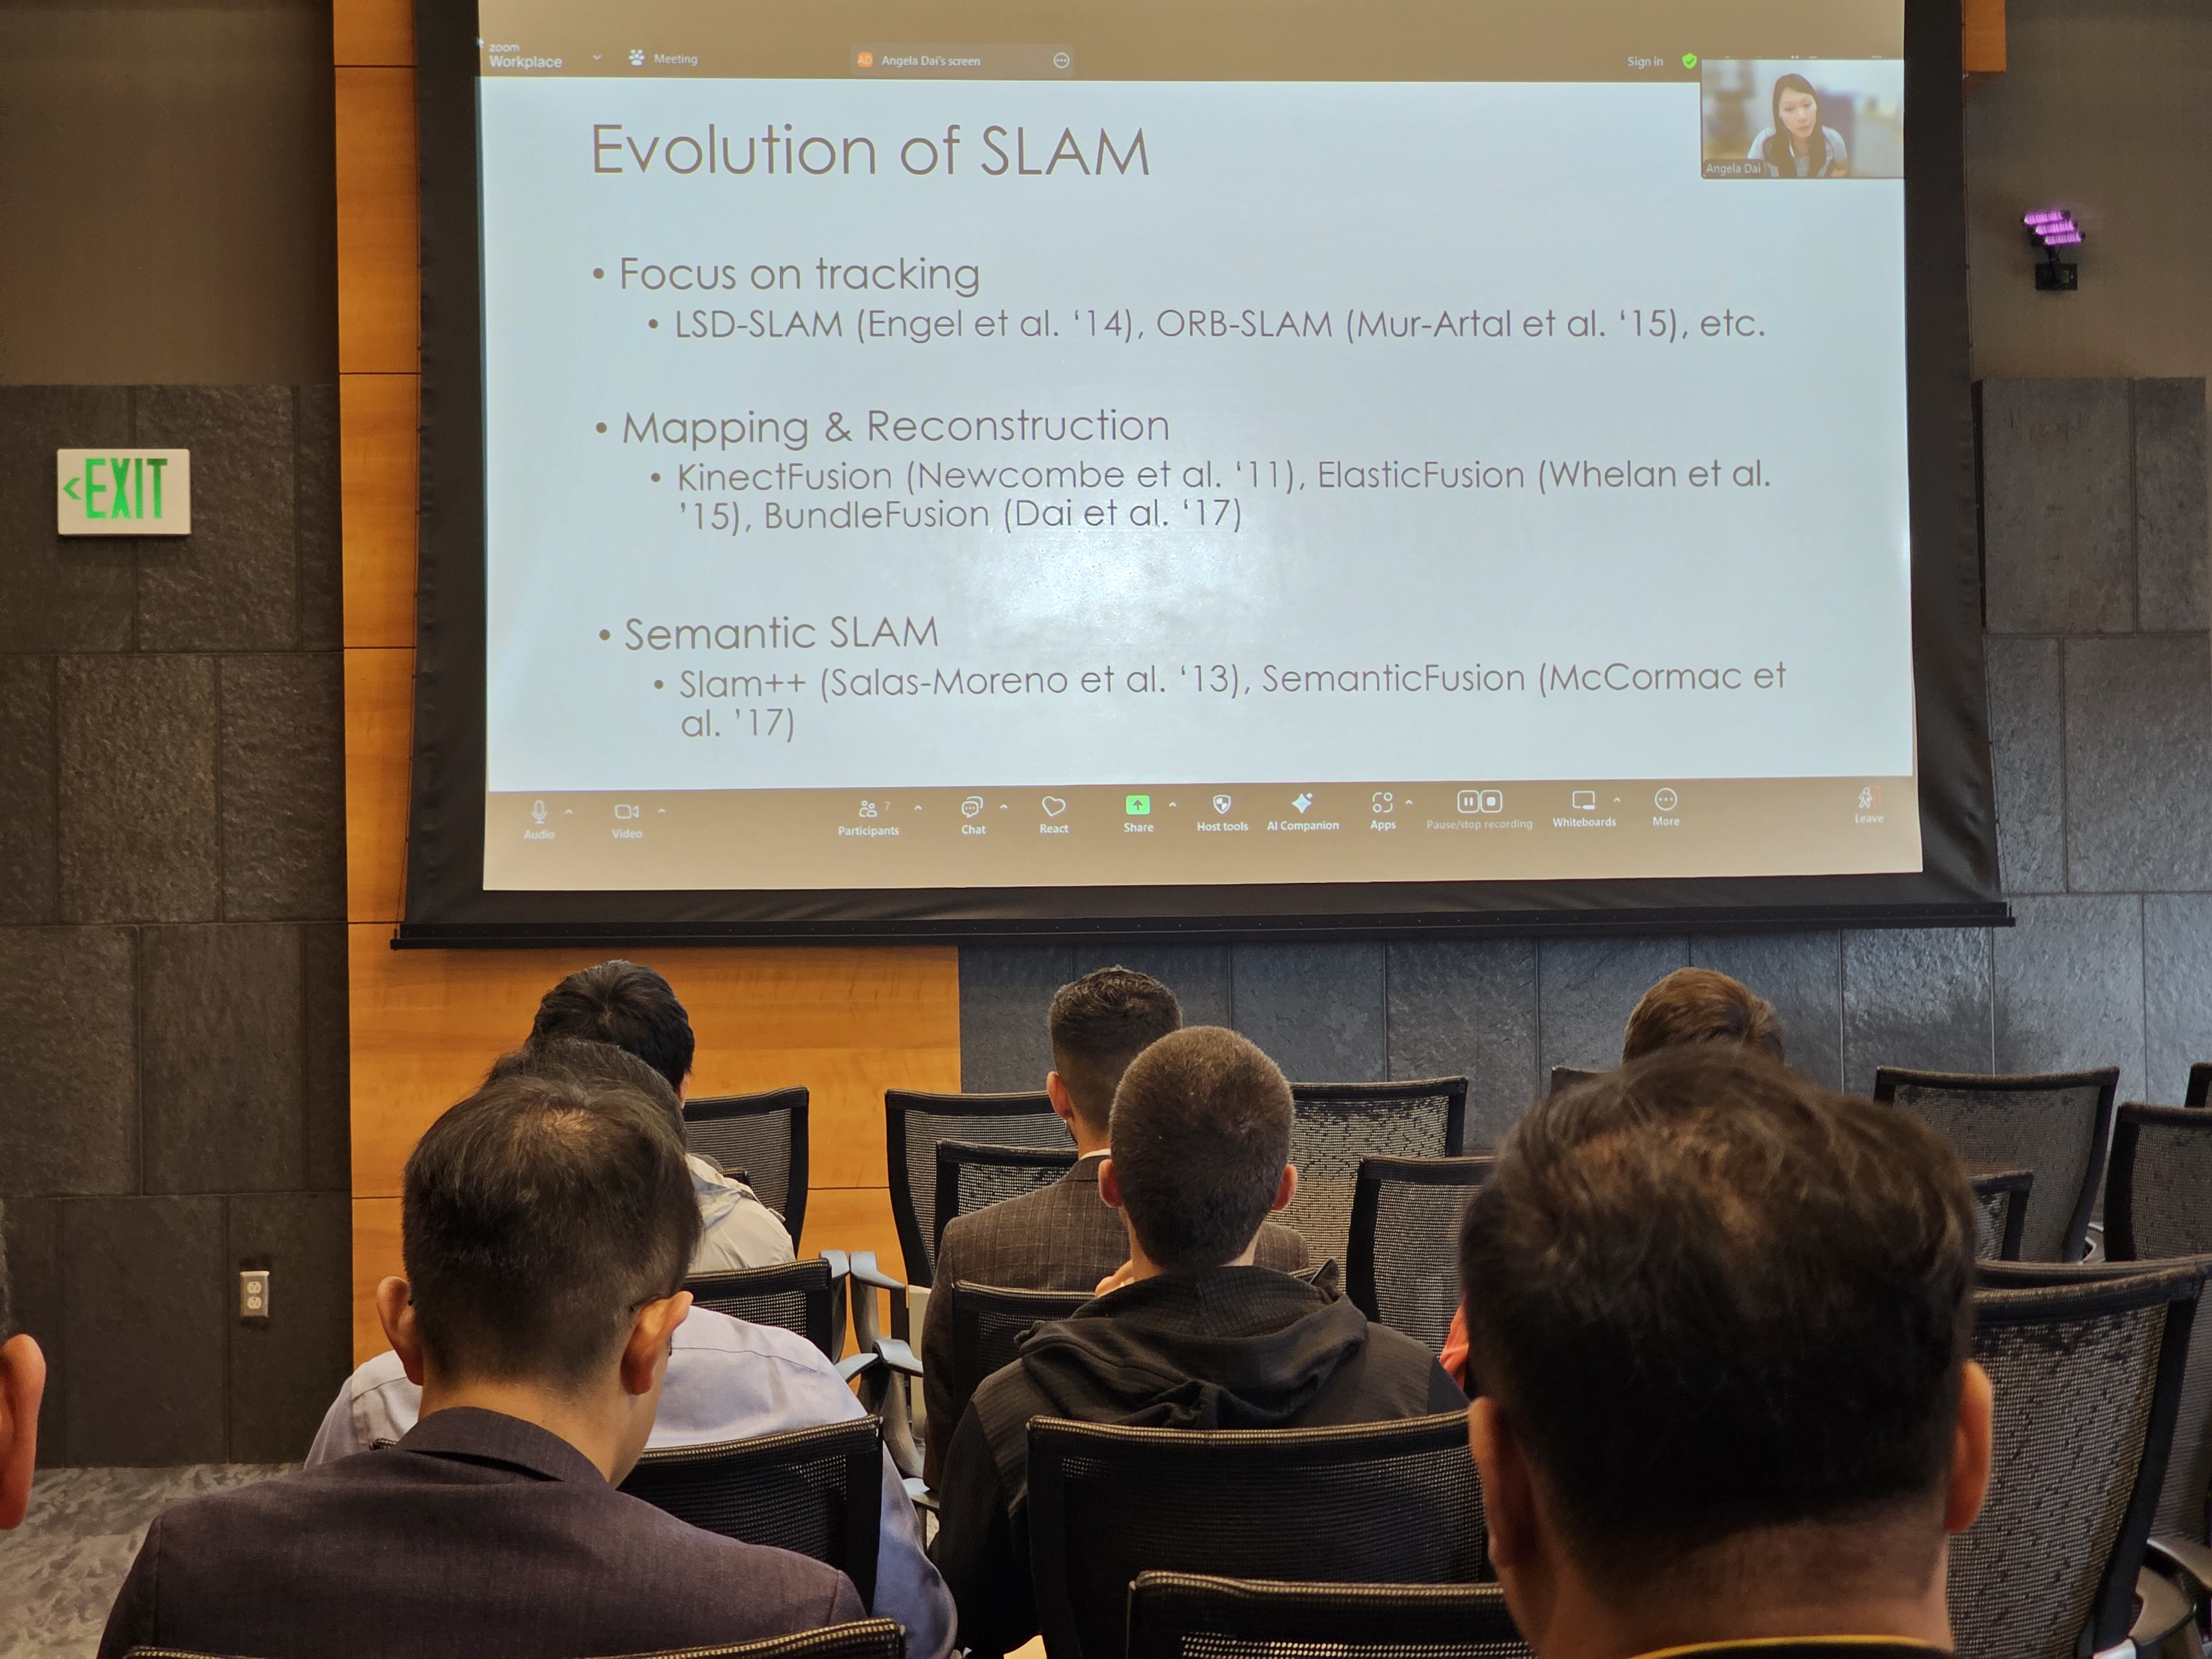 zoom
Workplace
Meeting
AD Angela Dai's screen
Sign in
Angela Dai
Evolution of SLAM
• Focus on tracking
• LSD-SLAM (Engel et al. ‘14), ORB-SLAM (Mur-Artal et al. ‘15), etc.
• Mapping & Reconstruction
• KinectFusion (Newcombe et al. ‘11), ElasticFusion (Whelan et al.
’15), BundleFusion (Dai et al. ‘17)
• Semantic SLAM
• Slam++ (Salas-Moreno et al. ‘13), SemanticFusion (McCormac et
al. ’17)
Audio
Video
Participants 7
Chat
React
Share
Host tools
AI Companion
Apps
Pause/stop recording
Whiteboards
More
Leave
<EXIT